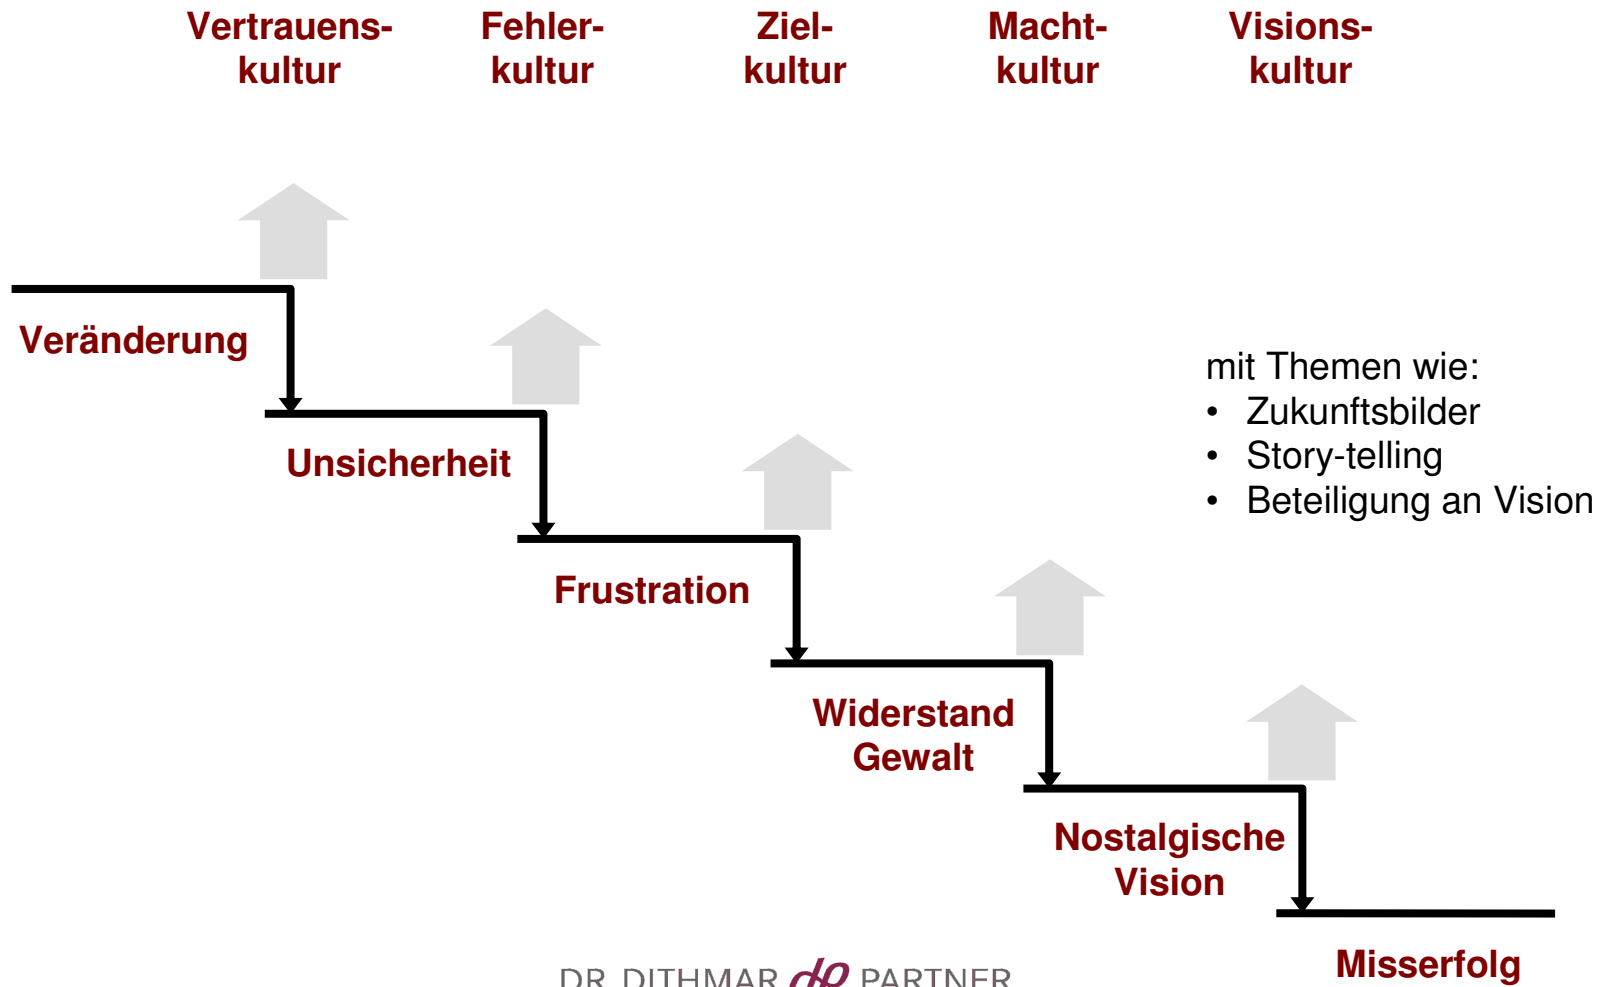 Vertrauens-
kultur
Fehler-
kultur
Ziel-
kultur
Macht-
kultur
Visions-
kultur
Veränderung
Unsicherheit
Frustration
Widerstand
Gewalt
Nostalgische
Vision
Misserfolg
mit Themen wie:
• Zukunftsbilder
• Story-telling
• Beteiligung an Vision
DR. DITHMAR dp PARTNER